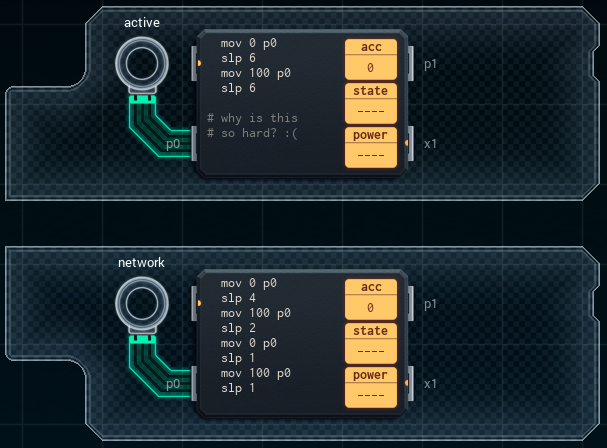 active
mov 0 p0
slp 6
mov 100 p0
slp 6
# why is this
# so hard? :(
acc
0
state
----
power
----
p0
p1
x1
network
mov 0 p0
slp 4
mov 100 p0
slp 2
mov 0 p0
slp 1
mov 100 p0
slp 1
acc
0
state
----
power
----
p0
p1
x1